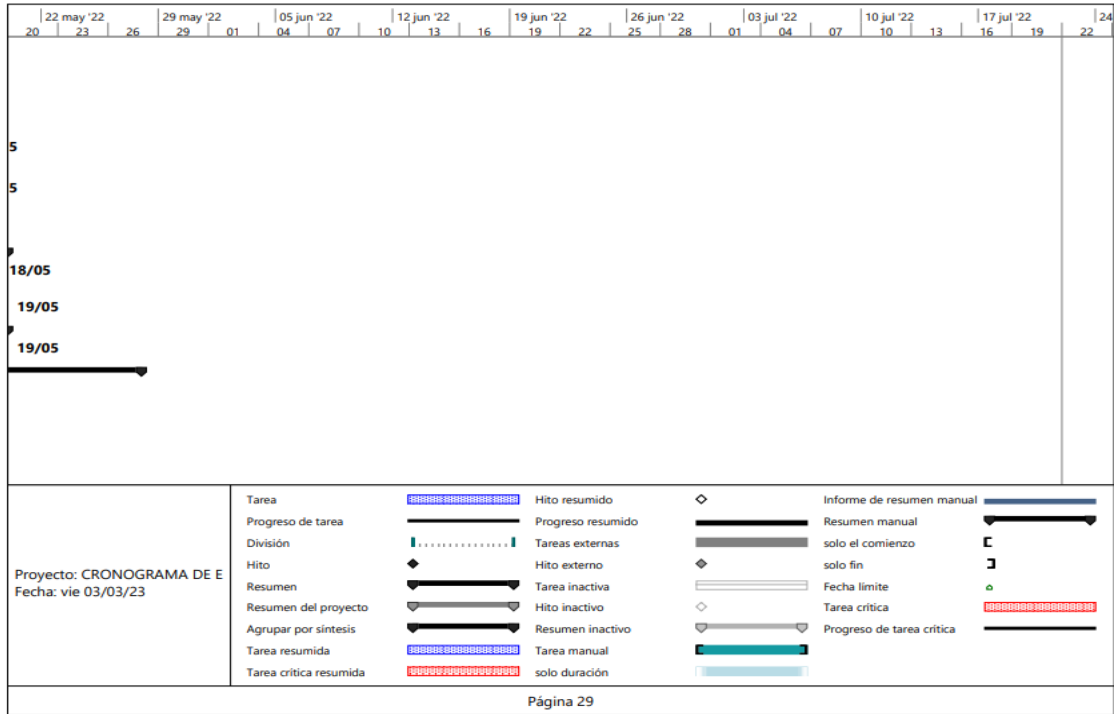 22 may '22 29 may '22 05 jun '22 12 jun '22 19 jun '22 26 jun '22 03 jul '22 10 jul '22 17 jul '22 24
20 23 26 29 01 04 07 10 13 16 19 22 25 28 01 04 07 10 13 16 19 22
5
5
18/05
19/05
19/05
Proyecto: CRONOGRAMA DE E
Fecha: vie 03/03/23
Tarea
Progreso de tarea
División
Hito
Resumen
Resumen del proyecto
Agrupar por síntesis
Tarea resumida
Tarea crítica resumida
Hito resumido
Progreso resumido
Tareas externas
Hito externo
Tarea inactiva
Hito inactivo
Resumen inactivo
Tarea manual
solo duración
Informe de resumen manual
Resumen manual
solo el comienzo
solo fin
Fecha límite
Tarea crítica
Progreso de tarea crítica
Página 29